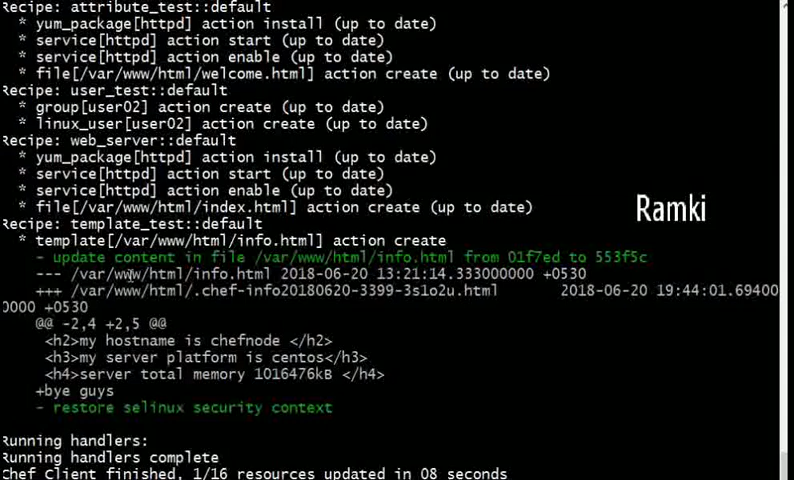 Recipe: attribute_test::default
* yum_package[httpd] action install (up to date)
* service[httpd] action start (up to date)
* service[httpd] action enable (up to date)
* file[/var/www/html/welcome.html] action create (up to date)
Recipe: user_test::default
* group[user02] action create (up to date)
* linux_user[user02] action create (up to date)
Recipe: web_server::default
* yum_package[httpd] action install (up to date)
* service[httpd] action start (up to date)
* service[httpd] action enable (up to date)
* file[/var/www/html/index.html] action create (up to date)
Ramki
Recipe: template_test::default
* template[/var/www/html/info.html] action create
- update content in file /var/www/html/info.html from 01f7ed to 553f5c
--- /var/www/html/info.html 2018-06-20 13:21:14.333000000 +0530
+++ /var/www/html/.chef-info20180620-3399-3s1o2u.html 2018-06-20 19:44:01.69400
0000 +0530
@@ -2,4 +2,5 @@
<h2>my hostname is chefnode </h2>
<h3>my server platform is centos</h3>
<h4>server total memory 1016476kB </h4>
+bye guys
- restore selinux security context
Running handlers:
Running handlers complete
Chef Client finished, 1/16 resources updated in 08 seconds